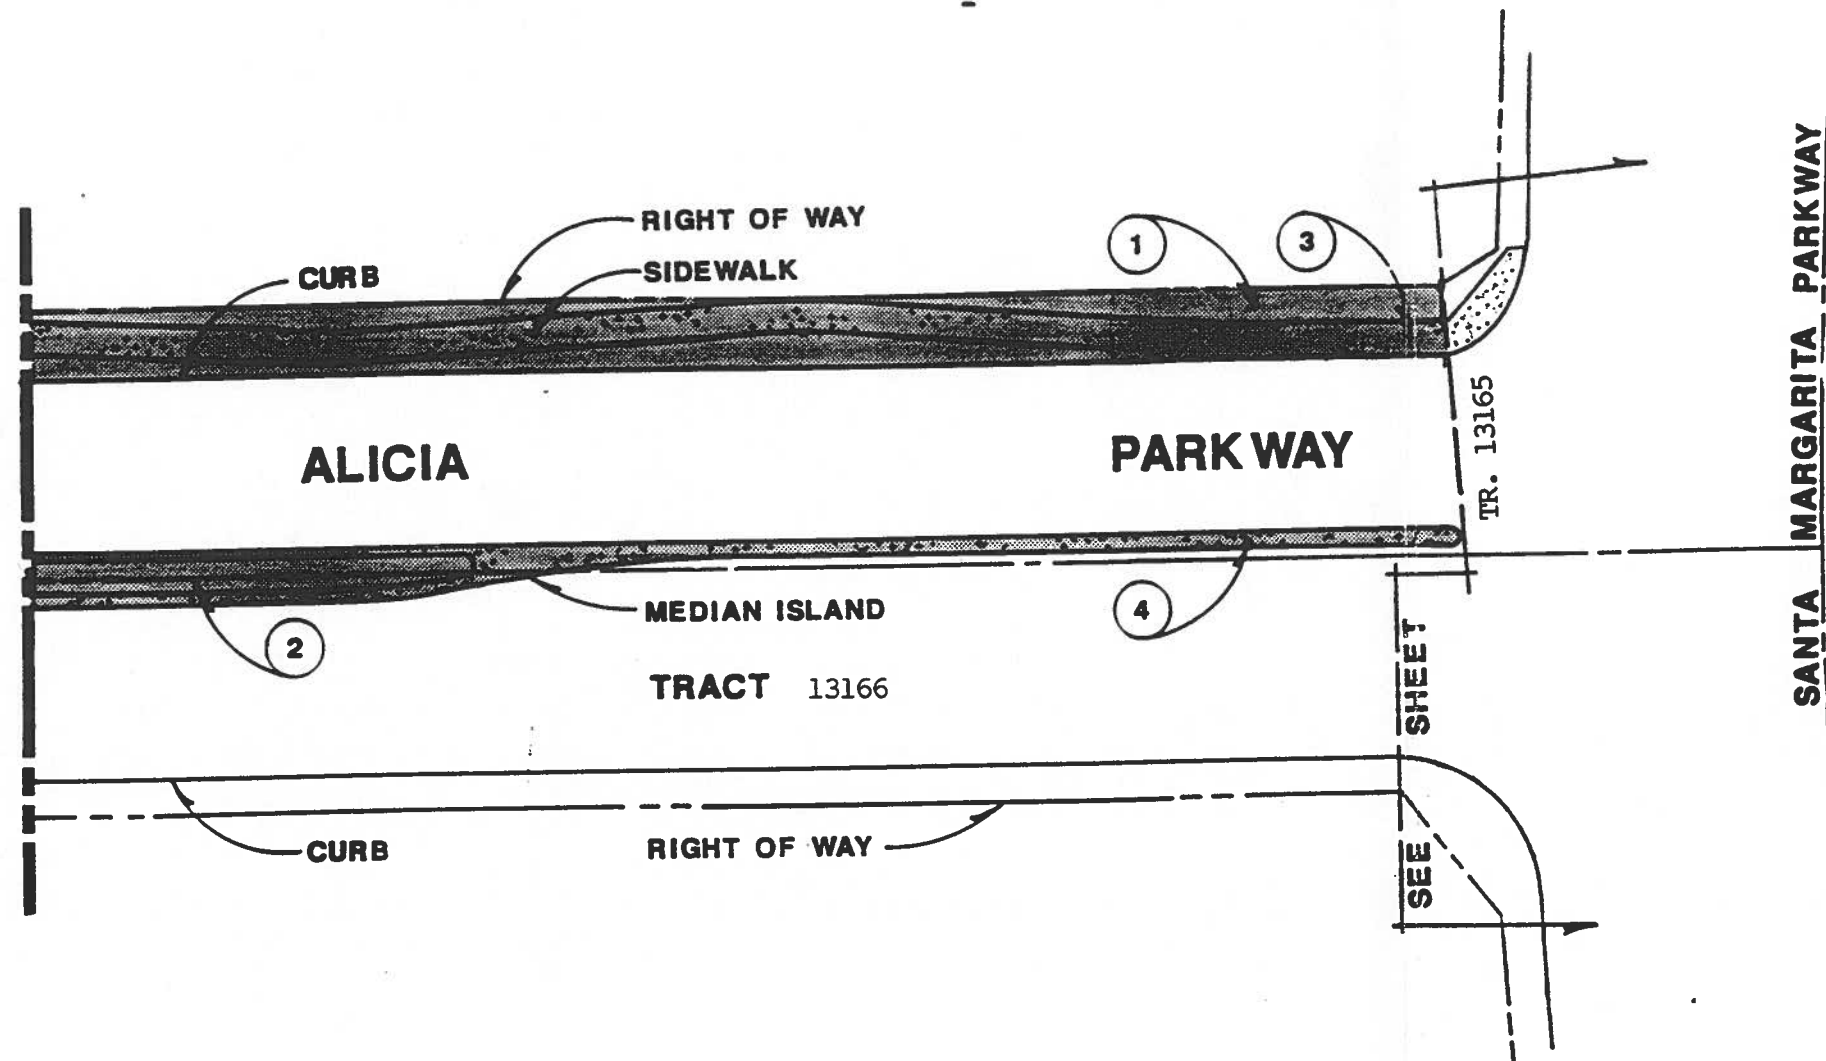 RIGHT OF WAY
SIDEWALK
CURB
1
3
ALICIA PARKWAY
TR. 13165
SANTA MARGARITA PARKWAY
2
MEDIAN ISLAND
4
TRACT 13166
SEE SHEET
CURB
RIGHT OF WAY